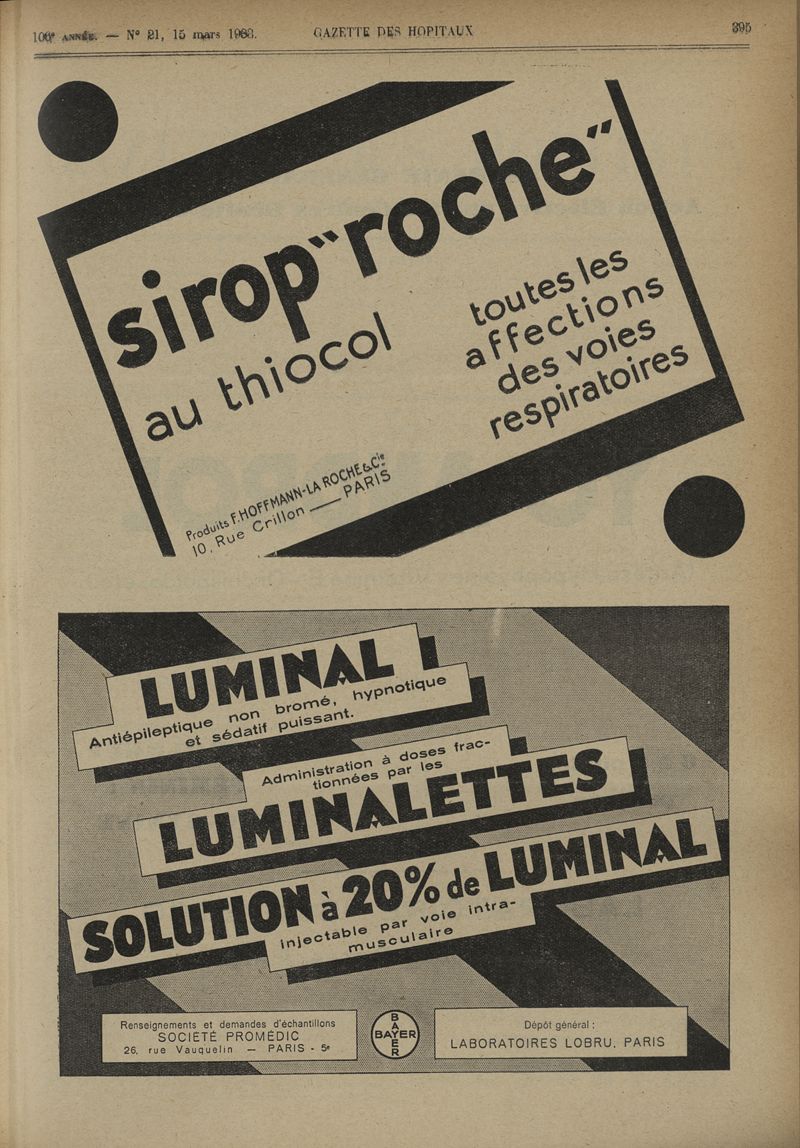 ANNÉE. — N° 21, 15 mars
GAZETTE DES HOPITAUX
395
sirop "roche"
au thiocol
toutes les
affections
des voies
respiratoires
Produits F. HOFFMANN-LA ROCHE & Cie
10, Rue Crillon — PARIS
LUMINAL
Antiépileptique non bromé, hypnotique
et sédatif puissant.
Administration à doses frac-
tionnées par les
LUMINALETTES
SOLUTION à 20% de LUMINAL
injectable par voie intra-
musculaire
Renseignements et demandes d'échantillons
SOCIÉTÉ PROMÉDIC
26, rue Vauquelin — PARIS - 5e
BAYER
BAYER
Dépôt général :
LABORATOIRES LOBRU. PARIS